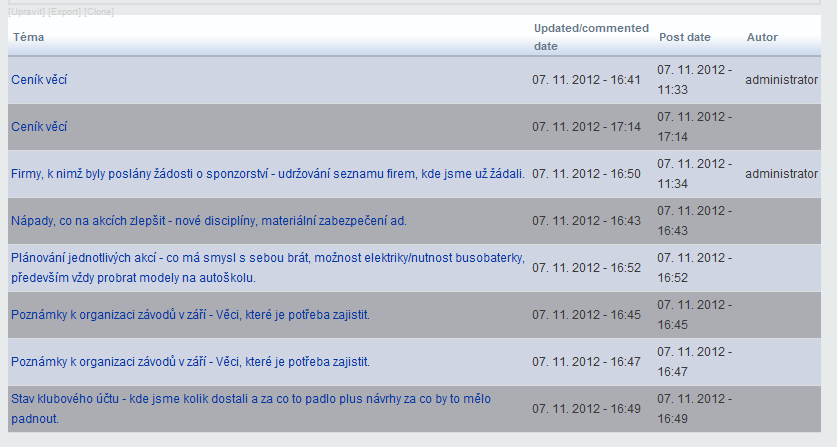 [Upravit] [Export] [Clone]
Téma Updated/commented date Post date Autor
Ceník věcí 07. 11. 2012 - 16:41 07. 11. 2012 - 11:33 administrator
Ceník věcí 07. 11. 2012 - 17:14 07. 11. 2012 - 17:14
Firmy, k nimž byly poslány žádosti o sponzorství - udržování seznamu firem, kde jsme už žádali. 07. 11. 2012 - 16:50 07. 11. 2012 - 11:34 administrator
Nápady, co na akcích zlepšit - nové disciplíny, materiální zabezpečení ad. 07. 11. 2012 - 16:43 07. 11. 2012 - 16:43
Plánování jednotlivých akcí - co má smysl s sebou brát, možnost elektriky/nutnost busobaterky,
především vždy probrat modely na autoškolu. 07. 11. 2012 - 16:52 07. 11. 2012 - 16:52
Poznámky k organizaci závodů v září - Věci, které je potřeba zajistit. 07. 11. 2012 - 16:45 07. 11. 2012 - 16:45
Poznámky k organizaci závodů v září - Věci, které je potřeba zajistit. 07. 11. 2012 - 16:47 07. 11. 2012 - 16:47
Stav klubového účtu - kde jsme kolik dostali a za co to padlo plus návrhy za co by to mělo
padnout. 07. 11. 2012 - 16:49 07. 11. 2012 - 16:49